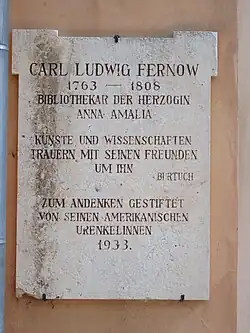 CARL LUDWIG FERNOW
1763 – 1808
BIBLIOTHEKAR DER HERZOGIN
ANNA AMALIA
KÜNSTE UND WISSENSCHAFTEN
TRAUERN MIT SEINEN FREUNDEN
UM IHN
BERTUCH
ZUM ANDENKEN GESTIFTET
VON SEINEN AMERIKANISCHEN
URENKELINNEN
1933.